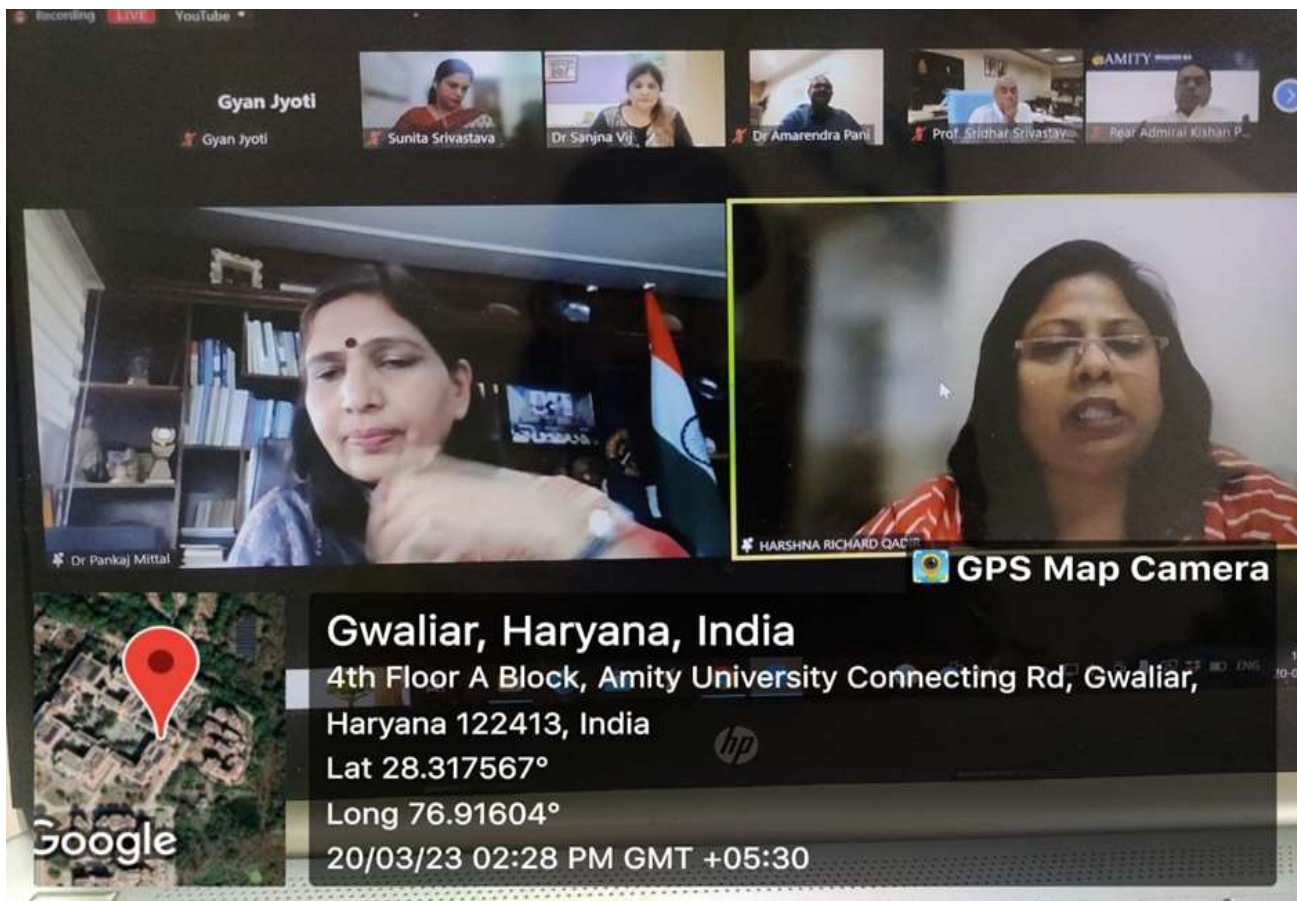 Recording LIVE YouTube
Gyan Jyoti
Gyan Jyoti
Sunita Srivastava
Dr Sanjna Vij
Dr Amarendra Pani
Prof. Sridhar Srivastav
AMITY
Rear Admiral Kishan P...
Dr Pankaj Mittal
HARSHNA RICHARD QADIR
GPS Map Camera
Gwaliar, Haryana, India
4th Floor A Block, Amity University Connecting Rd, Gwaliar,
Haryana 122413, India
Lat 28.317567°
Long 76.91604°
20/03/23 02:28 PM GMT +05:30
Google
hp
ENG